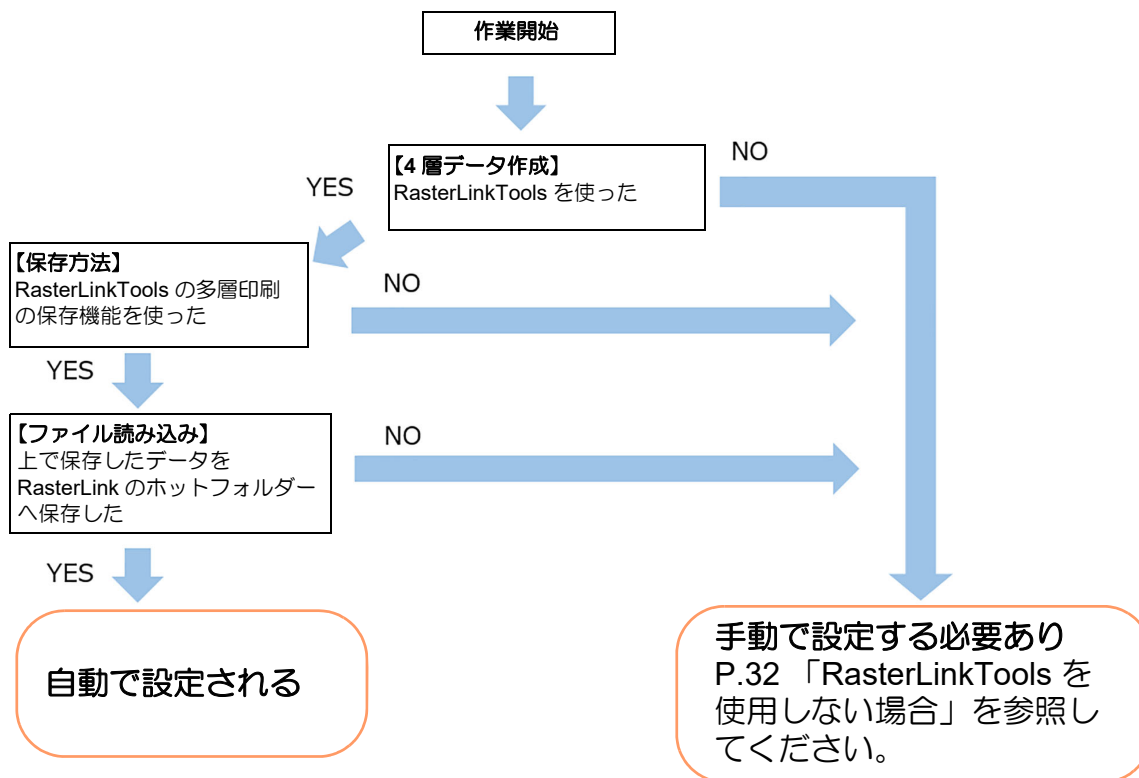 作業開始
【4 層データ作成】
RasterLinkTools を使った
NO
YES
【保存方法】
RasterLinkTools の多層印刷
の保存機能を使った
NO
YES
【ファイル読み込み】
上で保存したデータを
RasterLink のホットフォルダー
へ保存した
NO
YES
自動で設定される
手動で設定する必要あり
P.32 「RasterLinkTools を
使用しない場合」を参照し
てください。